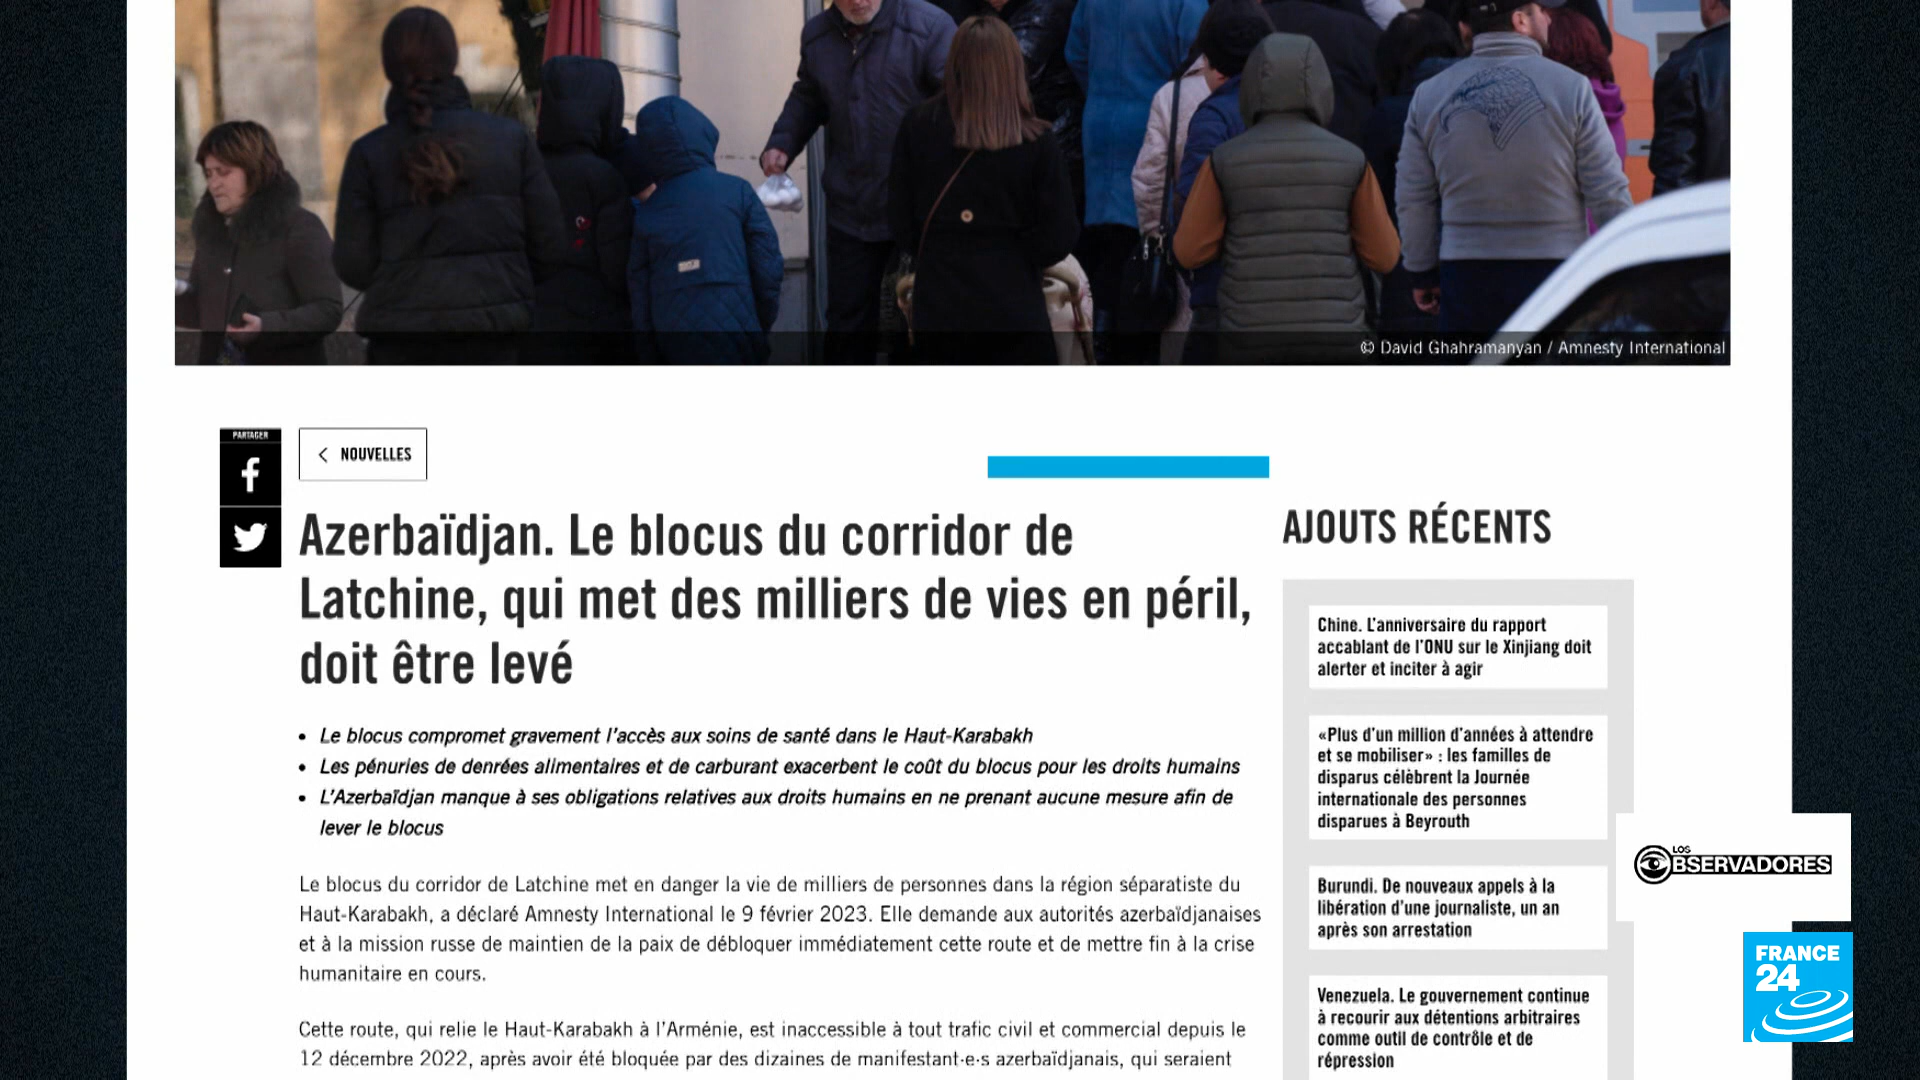 © David Ghahramanyan / Amnesty International
PARTAGER
NOUVELLES
Azerbaïdjan. Le blocus du corridor de
Latchine, qui met des milliers de vies en péril,
doit être levé
• Le blocus compromet gravement l'accès aux soins de santé dans le Haut-Karabakh
• Les pénuries de denrées alimentaires et de carburant exacerbent le coût du blocus pour les droits humains
• L'Azerbaïdjan manque à ses obligations relatives aux droits humains en ne prenant aucune mesure afin de
lever le blocus
Le blocus du corridor de Latchine met en danger la vie de milliers de personnes dans la région séparatiste du
Haut-Karabakh, a déclaré Amnesty International le 9 février 2023. Elle demande aux autorités azerbaïdjanaises
et à la mission russe de maintien de la paix de débloquer immédiatement cette route et de mettre fin à la crise
humanitaire en cours.
Cette route, qui relie le Haut-Karabakh à l'Arménie, est inaccessible à tout trafic civil et commercial depuis le
12 décembre 2022, après avoir été bloquée par des dizaines de manifestant·e·s azerbaïdjanais, qui seraient
AJOUTS RÉCENTS
Chine. L'anniversaire du rapport
accablant de l'ONU sur le Xinjiang doit
alerter et inciter à agir
«Plus d'un million d'années à attendre
et se mobiliser» : les familles de
disparus célèbrent la Journée
internationale des personnes
disparues à Beyrouth
Burundi. De nouveaux appels à la
libération d'une journaliste, un an
après son arrestation
Venezuela. Le gouvernement continue
à recourir aux détentions arbitraires
comme outil de contrôle et de
répression
LOS
OBSERVADORES
FRANCE
24